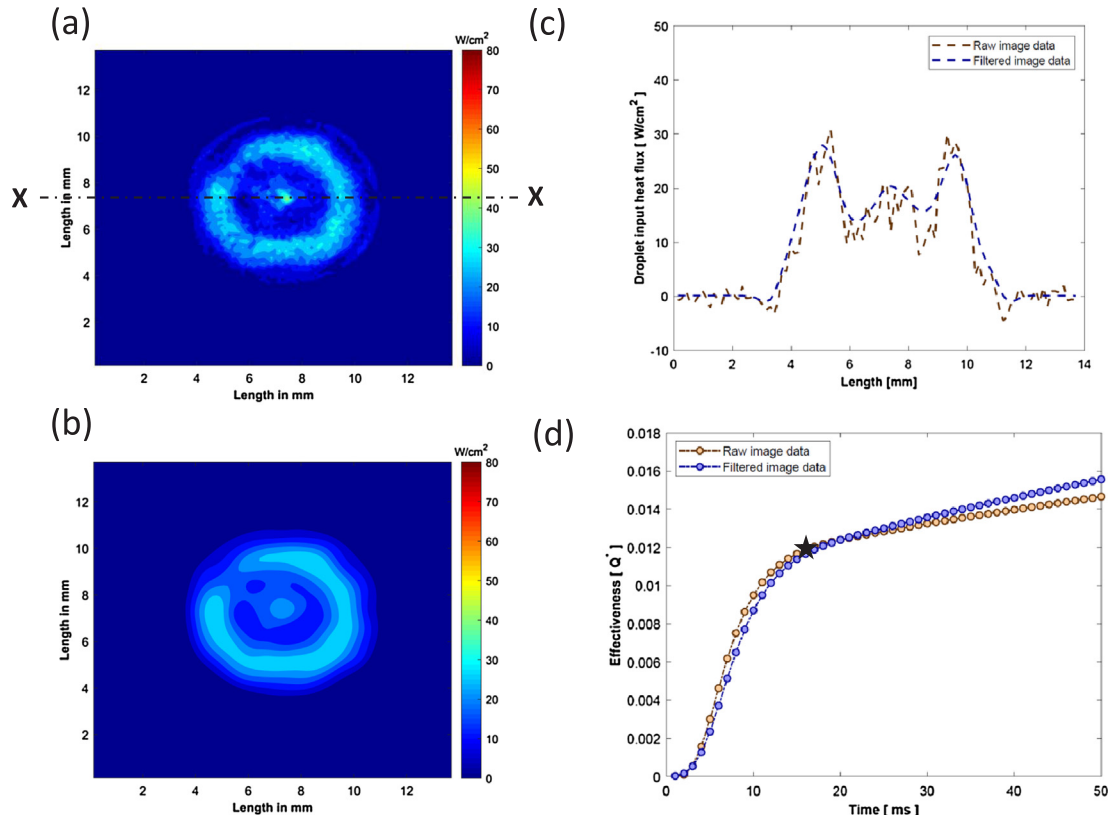 (a)
W/cm2
80
70
60
50
40
30
20
10
0
12
10
8
6
4
2
Length in mm
X
X
2 4 6 8 10 12
Length in mm
(b)
W/cm2
80
70
60
50
40
30
20
10
0
12
10
8
6
4
2
Length in mm
2 4 6 8 10 12
Length in mm
(c)
50
40
30
20
10
0
-10
Droplet input heat flux [ W/cm2 ]
Raw image data
Filtered image data
0 2 4 6 8 10 12 14
Length [mm]
(d)
0.018
0.016
0.014
0.012
0.010
0.008
0.006
0.004
0.002
0
Effectiveness [ Q* ]
Raw image data
Filtered image data
0 10 20 30 40 50
Time [ ms ]